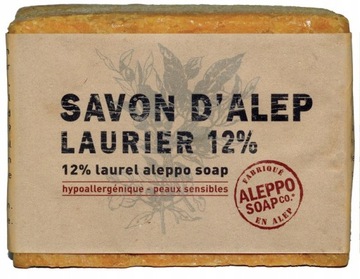 SAVON D'ALEP
LAURIER 12%
12% laurel aleppo soap
hypoallergénique - peaux sensibles
FABRIQUÉ
ALEPPO
SOAP CO.
EN ALEP